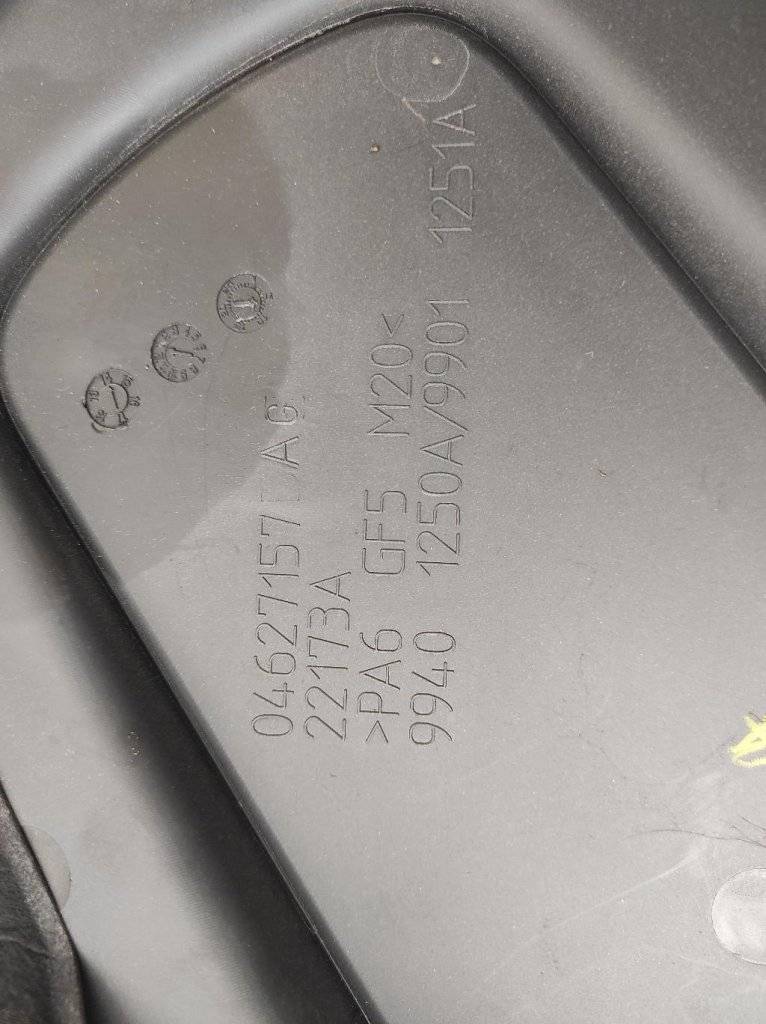 04627157 AG
22173A
>PA6 GF5 M20<
9940 1250A/9901 1251A